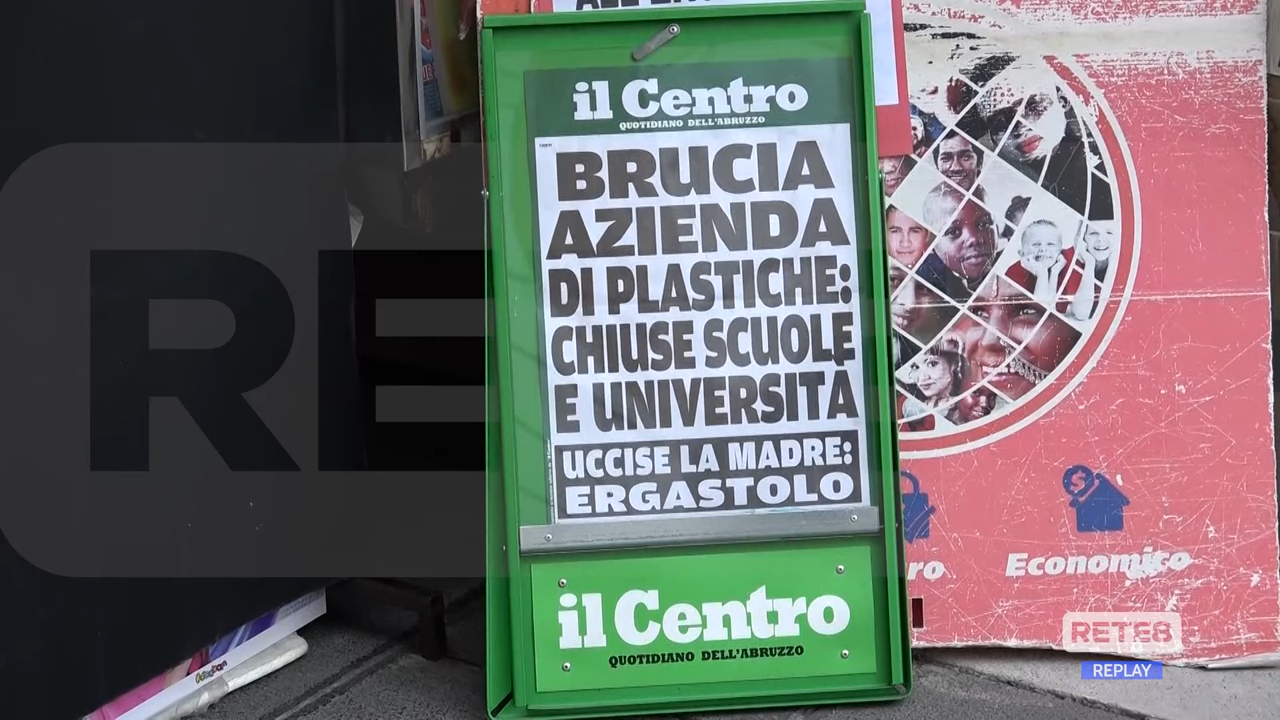 il Centro
QUOTIDIANO DELL'ABRUZZO
BRUCIA
AZIENDA
DI PLASTICHE:
CHIUSE SCUOLE
E UNIVERSITÀ
UCCISE LA MADRE:
ERGASTOLO
il Centro
QUOTIDIANO DELL'ABRUZZO
Economico
RETE8
REPLAY